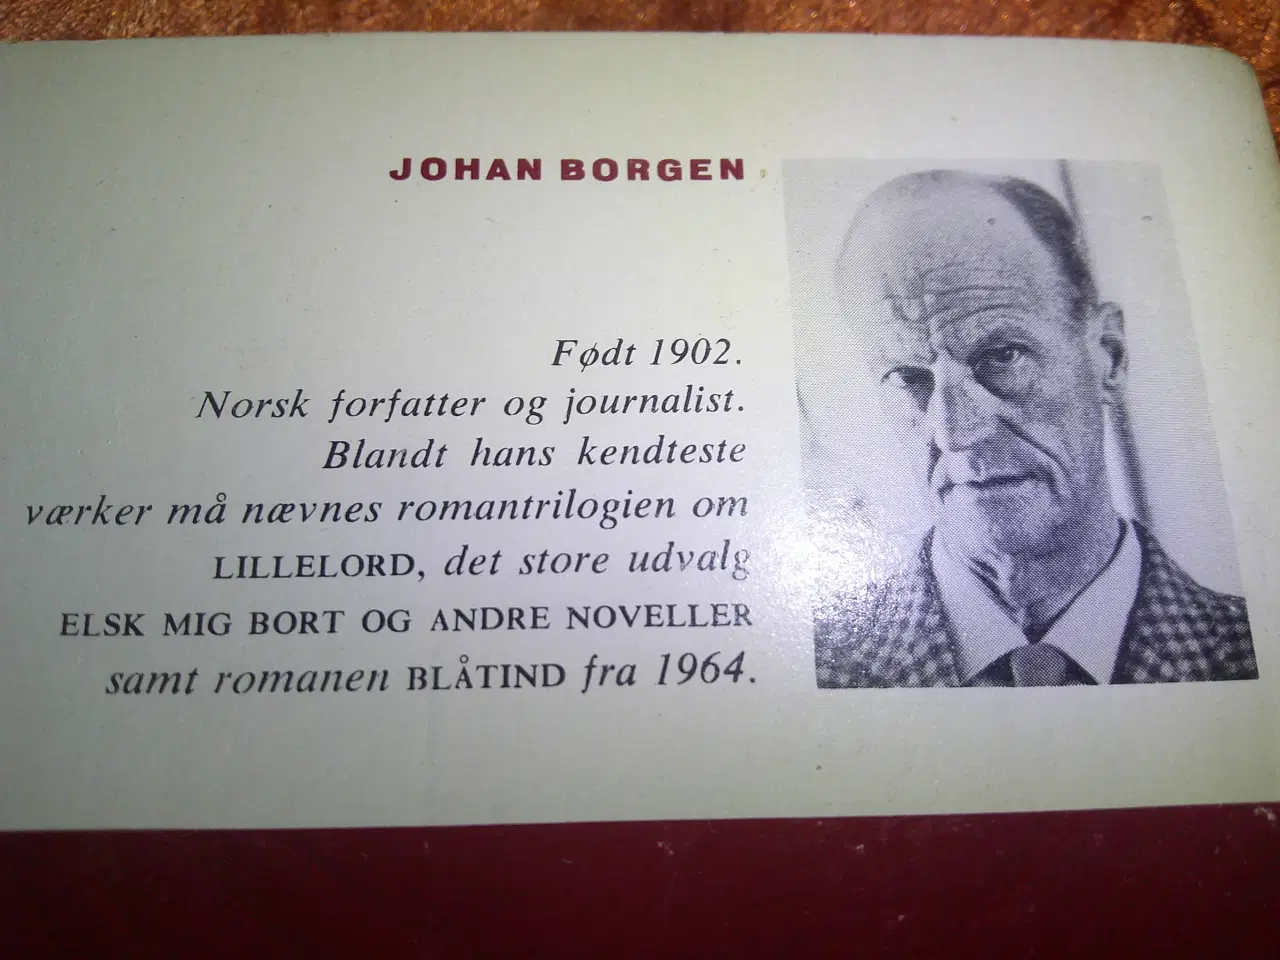 JOHAN BORGEN
Født 1902.
Norsk forfatter og journalist.
Blandt hans kendteste
værker må nævnes romantrilogien om
LILLELORD, det store udvalg
ELSK MIG BORT OG ANDRE NOVELLER
samt romanen BLÅTIND fra 1964.